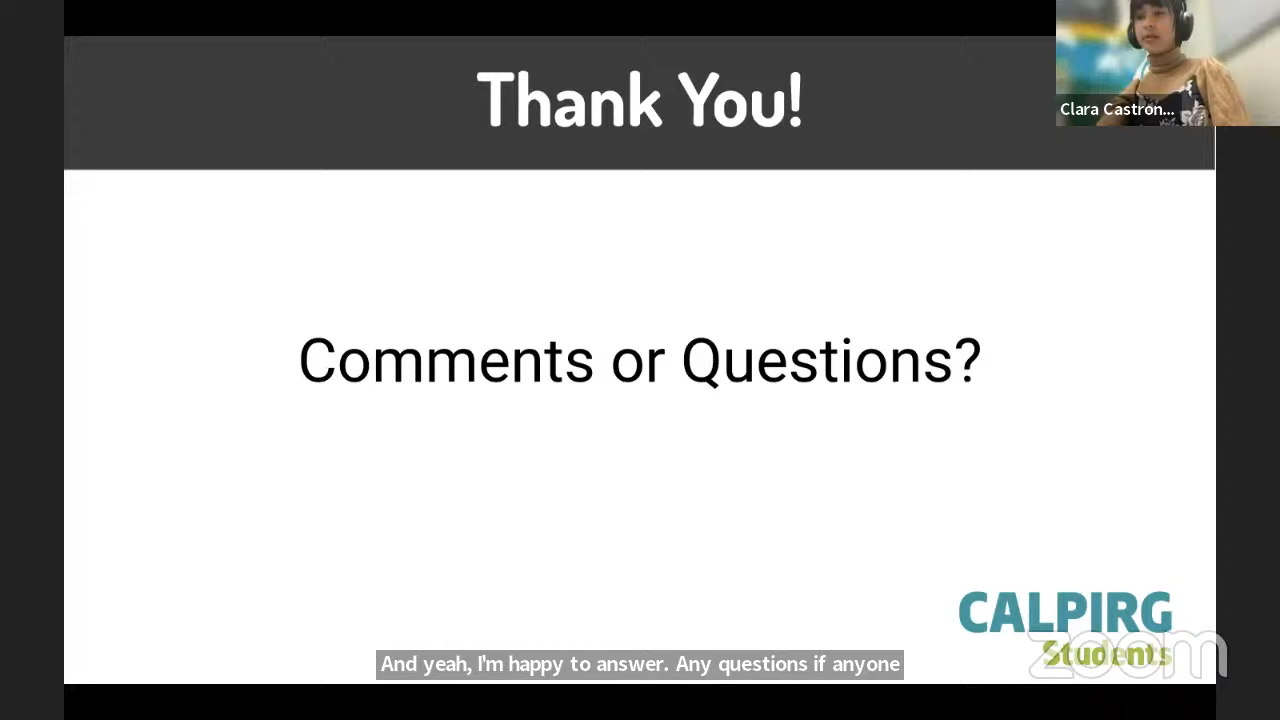 Thank You!
Clara Castron...
Comments or Questions?
CALPIRG
Students
zoom
And yeah, I'm happy to answer. Any questions if anyone